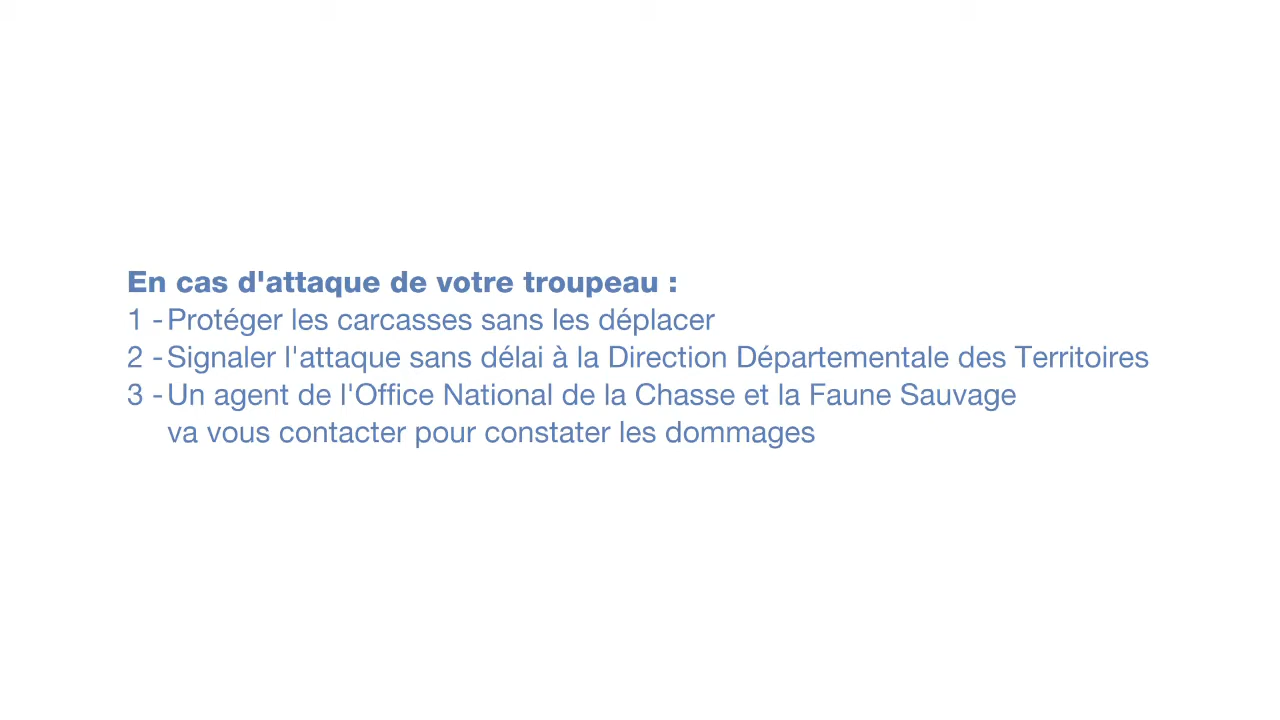 En cas d'attaque de votre troupeau :
1 - Protéger les carcasses sans les déplacer
2 - Signaler l'attaque sans délai à la Direction Départementale des Territoires
3 - Un agent de l'Office National de la Chasse et la Faune Sauvage
va vous contacter pour constater les dommages